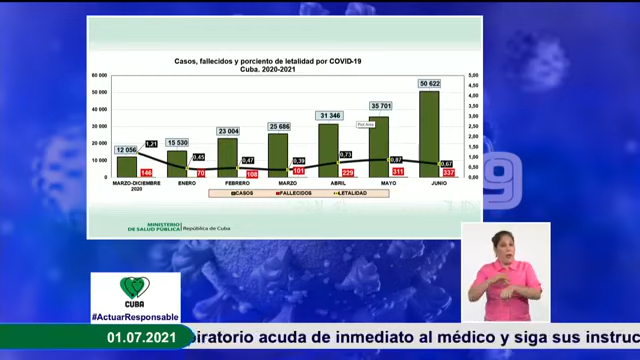 Casos, fallecidos y porciento de letalidad por COVID-19
Cuba. 2020-2021
60 000
50 000
40 000
30 000
20 000
10 000
0
5,00
4,50
4,00
3,50
3,00
2,50
2,00
1,50
1,00
0,50
0,00
12 056
15 530
23 004
25 686
31 346
35 701
50 622
1,21
0,45
0,47
0,39
0,73
0,87
0,67
146
70
108
101
229
311
337
Plot Area
MARZO-DICIEMBRE 2020
ENERO
FEBRERO
MARZO
ABRIL
MAYO
JUNIO
CASOS
FALLECIDOS
LETALIDAD
MINISTERIO
DE SALUD PÚBLICA
República de Cuba
9
CUBA
#ActuarResponsable
01.07.2021
piratorio acuda de inmediato al médico y siga sus instruc